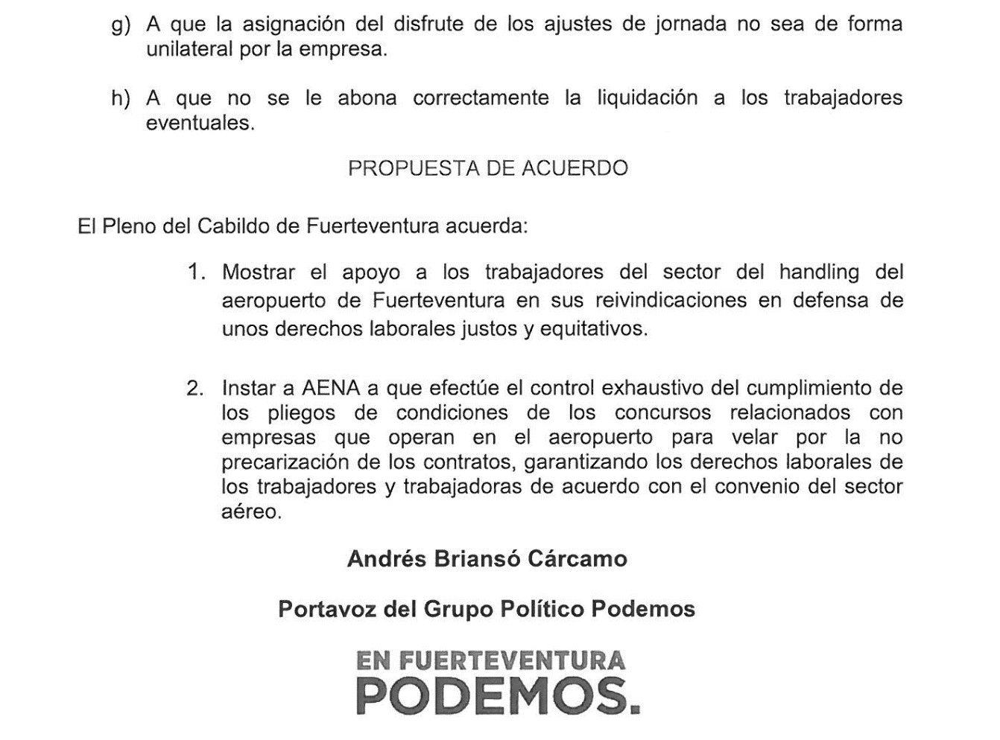 g) A que la asignación del disfrute de los ajustes de jornada no sea de forma
unilateral por la empresa.
h) A que no se le abona correctamente la liquidación a los trabajadores
eventuales.
PROPUESTA DE ACUERDO
El Pleno del Cabildo de Fuerteventura acuerda:
1. Mostrar el apoyo a los trabajadores del sector del handling del
aeropuerto de Fuerteventura en sus reivindicaciones en defensa de
unos derechos laborales justos y equitativos.
2. Instar a AENA a que efectúe el control exhaustivo del cumplimiento de
los pliegos de condiciones de los concursos relacionados con
empresas que operan en el aeropuerto para velar por la no
precarización de los contratos, garantizando los derechos laborales de
los trabajadores y trabajadoras de acuerdo con el convenio del sector
aéreo.
Andrés Briansó Cárcamo
Portavoz del Grupo Político Podemos
EN FUERTEVENTURA
PODEMOS.